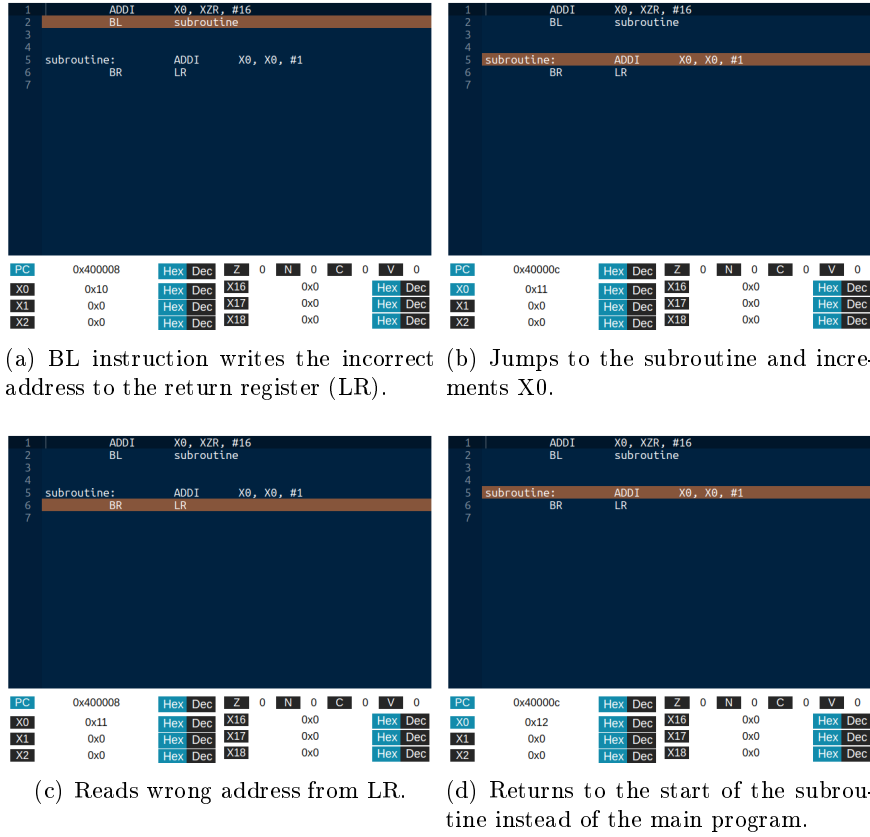 1 ADDI X0, XZR, #16
2 BL subroutine
3
4
5 subroutine: ADDI X0, X0, #1
6 BR LR
7
PC 0x400008 Hex Dec Z 0 N 0 C 0 V 0
X0 0x10 Hex Dec X16 0x0 Hex Dec
X1 0x0 Hex Dec X17 0x0 Hex Dec
X2 0x0 Hex Dec X18 0x0 Hex Dec
(a) BL instruction writes the incorrect
address to the return register (LR).
1 ADDI X0, XZR, #16
2 BL subroutine
3
4
5 subroutine: ADDI X0, X0, #1
6 BR LR
7
PC 0x40000c Hex Dec Z 0 N 0 C 0 V 0
X0 0x11 Hex Dec X16 0x0 Hex Dec
X1 0x0 Hex Dec X17 0x0 Hex Dec
X2 0x0 Hex Dec X18 0x0 Hex Dec
(b) Jumps to the subroutine and incre-
ments X0.
1 ADDI X0, XZR, #16
2 BL subroutine
3
4
5 subroutine: ADDI X0, X0, #1
6 BR LR
7
PC 0x400008 Hex Dec Z 0 N 0 C 0 V 0
X0 0x11 Hex Dec X16 0x0 Hex Dec
X1 0x0 Hex Dec X17 0x0 Hex Dec
X2 0x0 Hex Dec X18 0x0 Hex Dec
(c) Reads wrong address from LR.
1 ADDI X0, XZR, #16
2 BL subroutine
3
4
5 subroutine: ADDI X0, X0, #1
6 BR LR
7
PC 0x40000c Hex Dec Z 0 N 0 C 0 V 0
X0 0x12 Hex Dec X16 0x0 Hex Dec
X1 0x0 Hex Dec X17 0x0 Hex Dec
X2 0x0 Hex Dec X18 0x0 Hex Dec
(d) Returns to the start of the subrou-
tine instead of the main program.